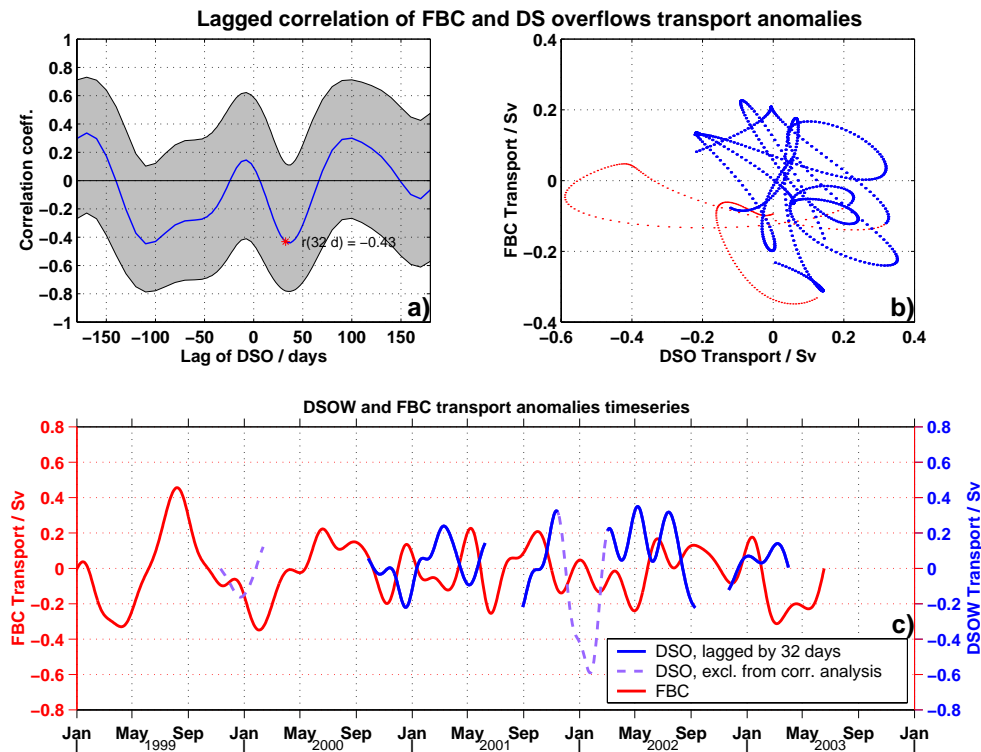 Lagged correlation of FBC and DS overflows transport anomalies
1
0.8
0.6
0.4
0.2
0
−0.2
−0.4
−0.6
−0.8
−1
Correlation coeff.
r(32 d) = −0.43
a)
−150 −100 −50 0 50 100 150
Lag of DSO / days
0.4
0.2
0
−0.2
−0.4
FBC Transport / Sv
b)
−0.6 −0.4 −0.2 0 0.2 0.4
DSO Transport / Sv
DSOW and FBC transport anomalies timeseries
0.8
0.6
0.4
0.2
0
−0.2
−0.4
−0.6
−0.8
FBC Transport / Sv
0.8
0.6
0.4
0.2
0
−0.2
−0.4
−0.6
−0.8
DSOW Transport / Sv
c)
DSO, lagged by 32 days
DSO, excl. from corr. analysis
FBC
Jan May Sep Jan May Sep Jan May Sep Jan May Sep Jan May Sep Jan
1999 2000 2001 2002 2003